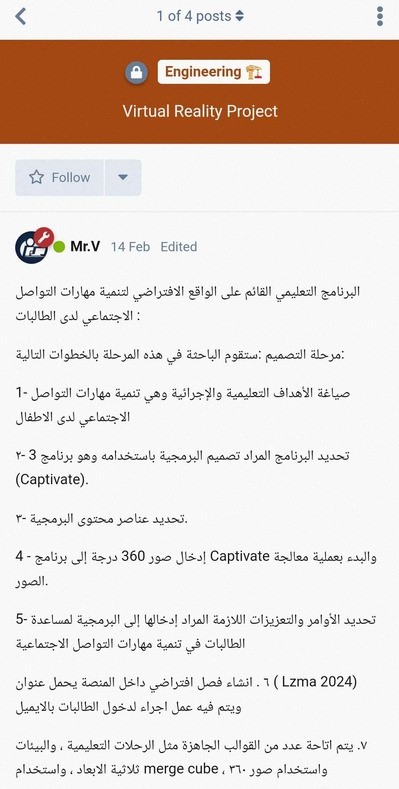 1 of 4 posts
Engineering
Virtual Reality Project
Follow
Mr.V 14 Feb Edited
البرنامج التعليمي القائم على الواقع الافتراضي لتنمية مهارات التواصل
الاجتماعي لدى الطالبات :
مرحلة التصميم :ستقوم الباحثة في هذه المرحلة بالخطوات التالية:
1- صياغة الأهداف التعليمية والإجرائية وهي تنمية مهارات التواصل
الاجتماعي لدى الاطفال
٢- تحديد البرنامج المراد تصميم البرمجية باستخدامه وهو برنامج 3
(Captivate).
٣- تحديد عناصر محتوى البرمجية.
4 - إدخال صور 360 درجة إلى برنامج Captivate والبدء بعملية معالجة
الصور.
5- تحديد الأوامر والتعزيزات اللازمة المراد إدخالها إلى البرمجية لمساعدة
الطالبات في تنمية مهارات التواصل الاجتماعية
٦ . انشاء فصل افتراضي داخل المنصة يحمل عنوان ( Lzma 2024)
ويتم فيه عمل اجراء لدخول الطالبات بالايميل
٧. يتم اتاحة عدد من القوالب الجاهزة مثل الرحلات التعليمية ، والبيئات
ثلاثية الابعاد ، واستخدام merge cube ، واستخدام صور ٣٦٠